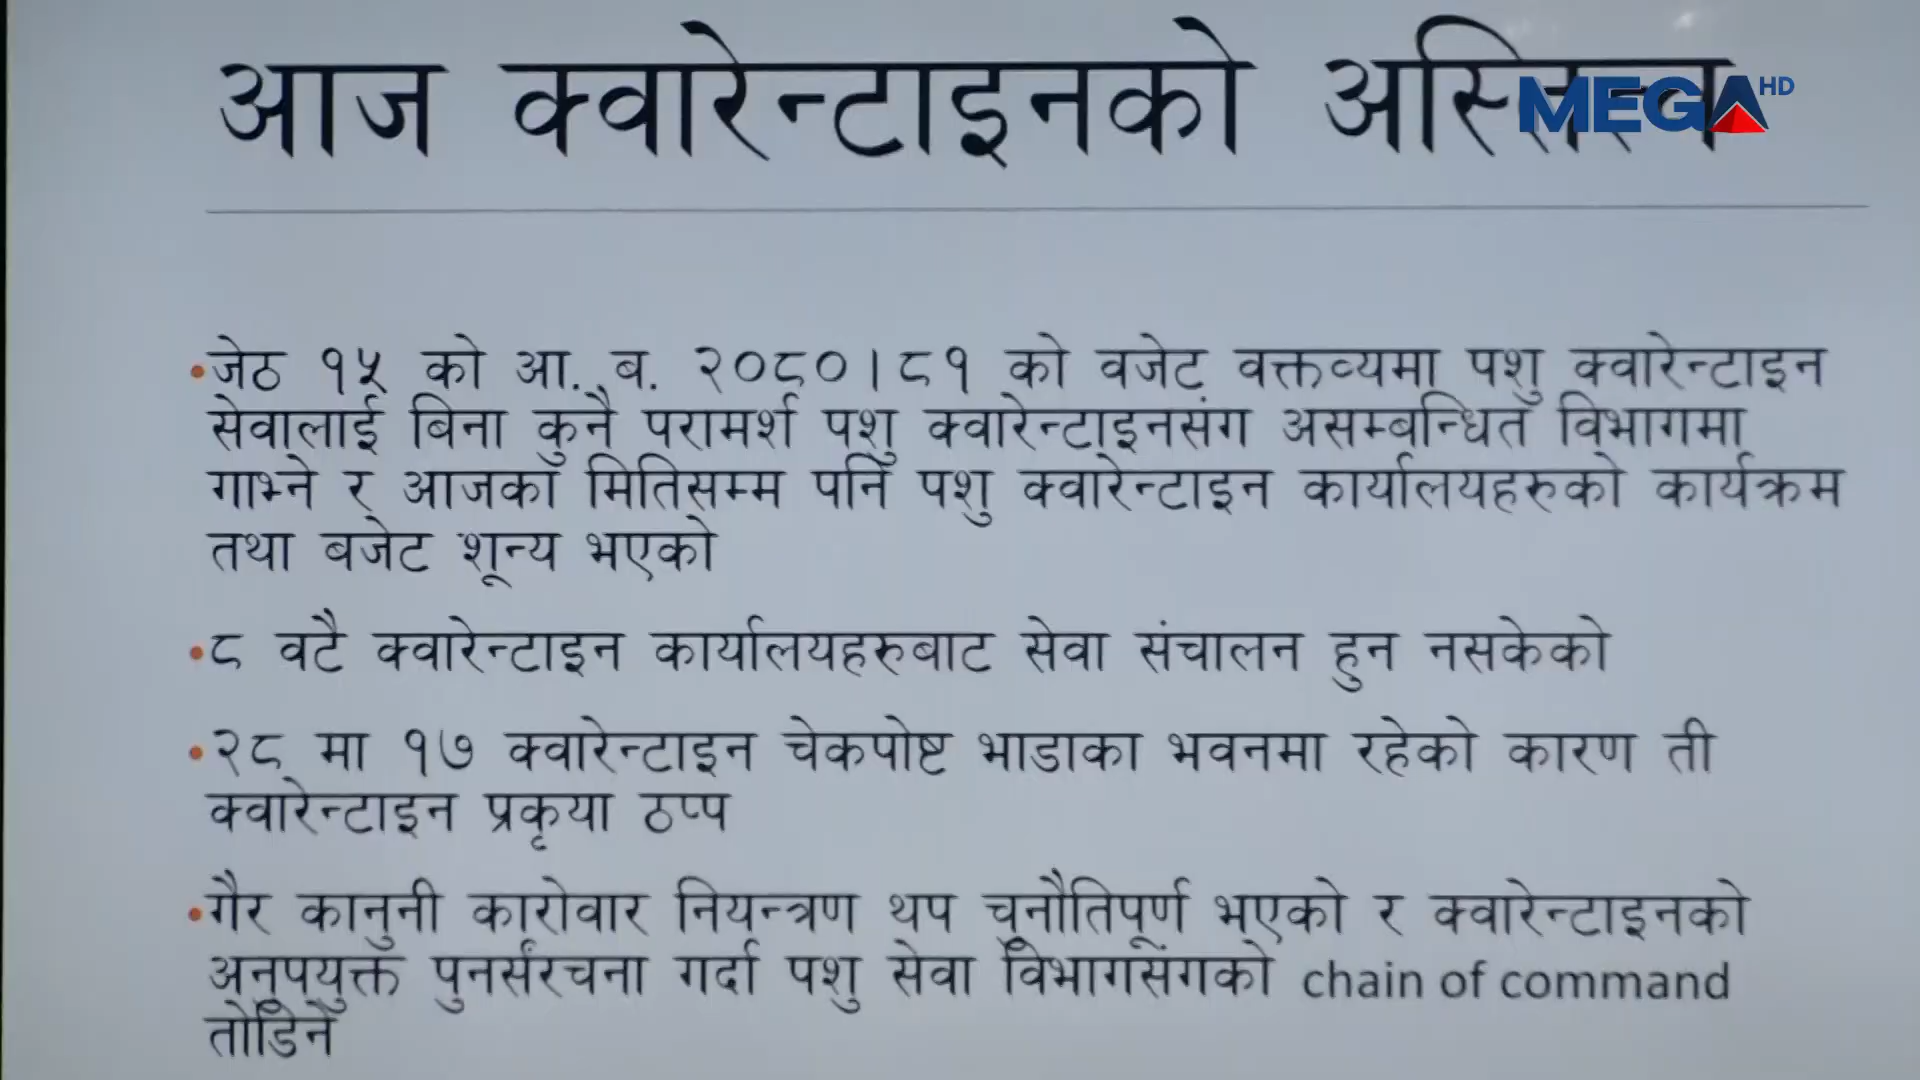 आज क्वारेन्टाइनको अस्तित्व
MEGA HD
•जेठ १५ को आ. ब. २०८०।८१ को वजेट वक्तव्यमा पशु क्वारेन्टाइन
सेवालाई बिना कुनै परामर्श पशु क्वारेन्टाइनसंग असम्बन्धित विभागमा
गाभ्ने र आजका मितिसम्म पनि पशु क्वारेन्टाइन कार्यालयहरुको कार्यक्रम
तथा बजेट शून्य भएको
•८ वटै क्वारेन्टाइन कार्यालयहरुबाट सेवा संचालन हुन नसकेको
•२८ मा १७ क्वारेन्टाइन चेकपोष्ट भाडाका भवनमा रहेको कारण ती
क्वारेन्टाइन प्रकृया ठप्प
•गैर कानुनी कारोवार नियन्त्रण थप चुनौतिपूर्ण भएको र क्वारेन्टाइनको
अनुपयुक्त पुनर्संरचना गर्दा पशु सेवा विभागसंगको chain of command
तोडिने